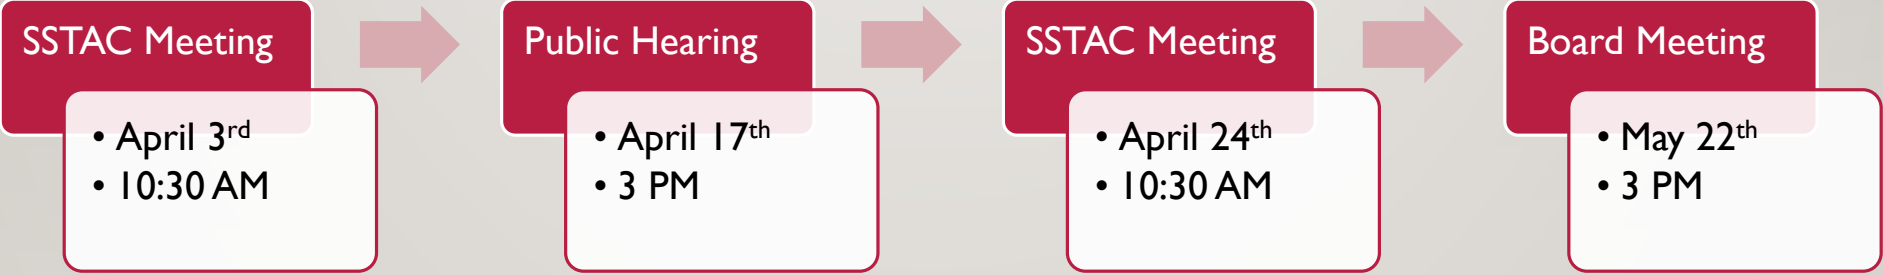 SSTAC Meeting
• April 3rd
• 10:30 AM
Public Hearing
• April 17th
• 3 PM
SSTAC Meeting
• April 24th
• 10:30 AM
Board Meeting
• May 22th
• 3 PM